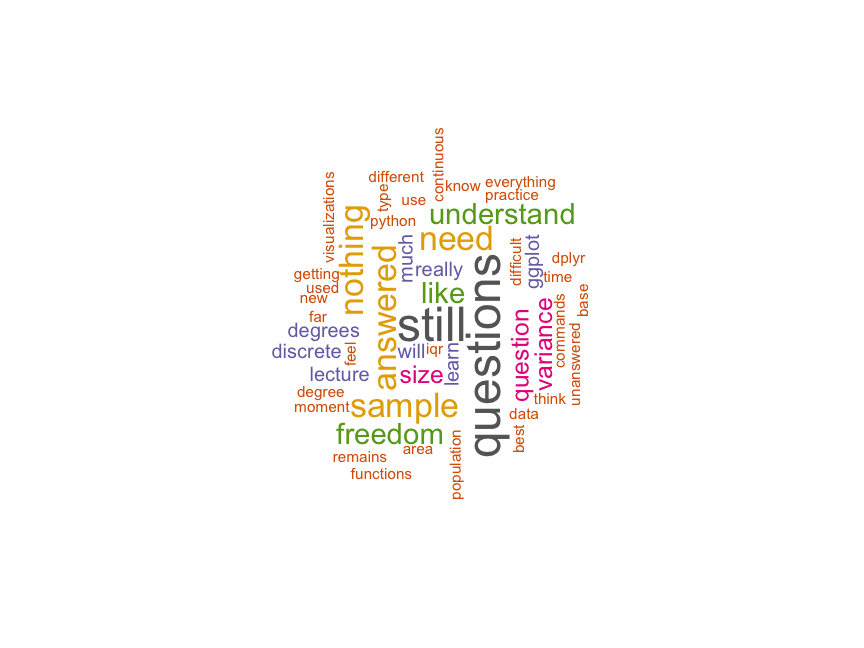 continuous
different
know
everything
visualizations
type
use
practice
python
understand
nothing
need
much
really
difficult
ggplot
dplyr
time
getting
used
new
answered
like
questions
far
still
base
degrees
discrete
feel
will
iqr
learn
question
variance
commands
unanswered
lecture
size
degree
moment
sample
think
data
freedom
best
remains
area
population
functions